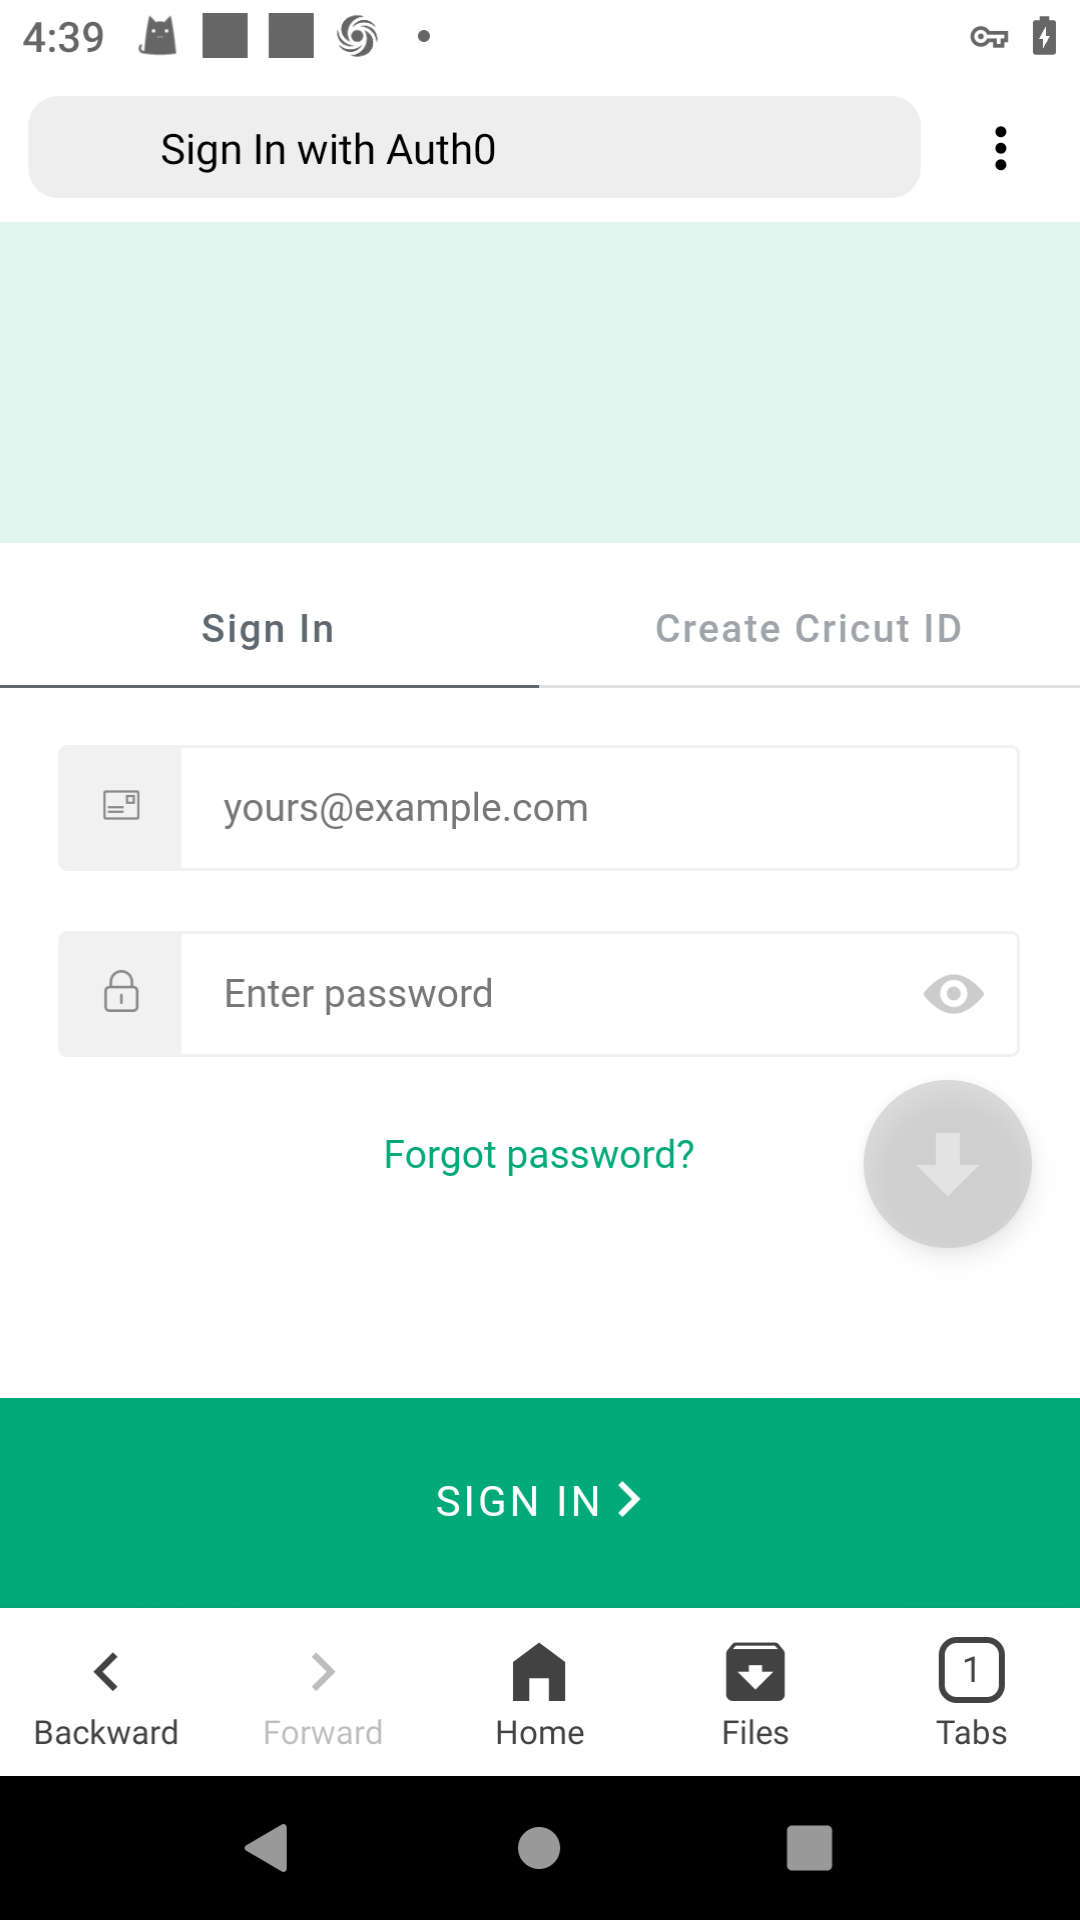 4:39
Sign In with Auth0
Sign In
Create Cricut ID
yours@example.com
Enter password
Forgot password?
SIGN IN
Backward
Forward
Home
Files
1
Tabs